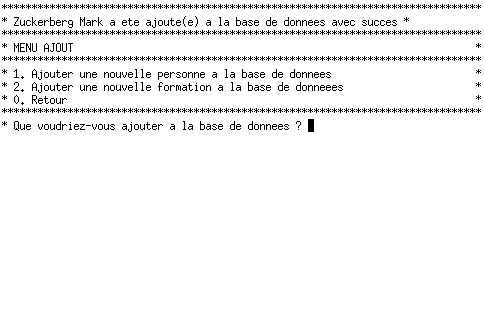 ********************************************************************************
* Zuckerberg Mark a ete ajoute(e) a la base de donnees avec succes *
********************************************************************************
* MENU AJOUT *
********************************************************************************
* 1. Ajouter une nouvelle personne a la base de donnees *
* 2. Ajouter une nouvelle formation a la base de donneees *
* 0. Retour *
********************************************************************************
* Que voudriez-vous ajouter a la base de donnees ?